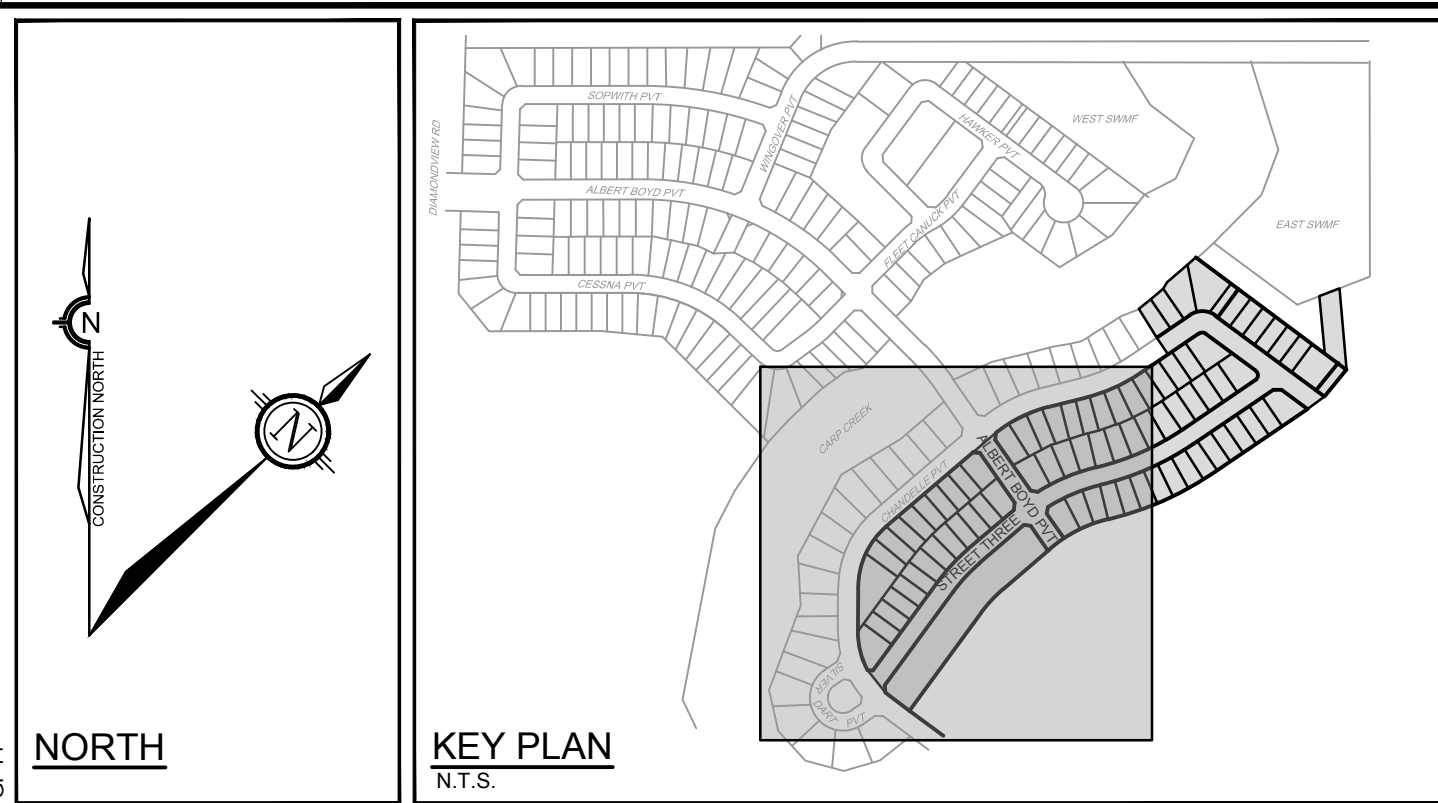 N
CONSTRUCTION NORTH
N
NORTH
DIAMONDVIEW RD
SOPWITH PVT
WINGOVER PVT
HAWKER PVT
WEST SWMF
ALBERT BOYD PVT
FLEET CANUCK PVT
EAST SWMF
CESSNA PVT
CARP CREEK
CHANDELLE PVT
ALBERT BOYD PVT
STREET THREE
SILVER
DART PVT
KEY PLAN
N.T.S.